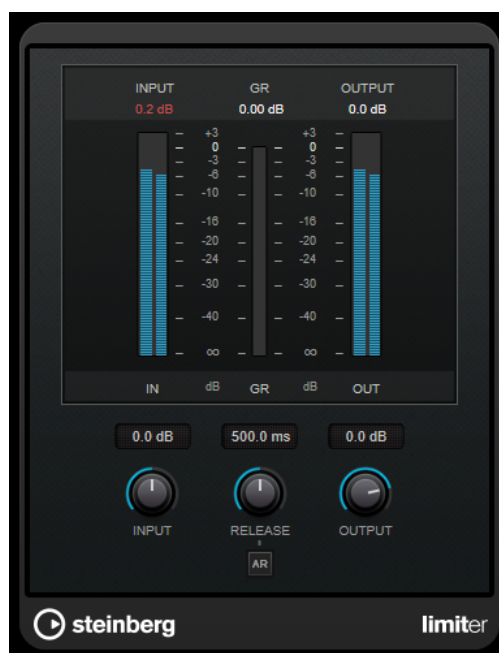 INPUT GR OUTPUT
0.2 dB 0.00 dB 0.0 dB
+3 +3
0 0
-3 -3
-6 -6
-10 -10
-16 -16
-20 -20
-24 -24
-30 -30
-40 -40
∞ ∞
IN dB GR dB OUT
0.0 dB 500.0 ms 0.0 dB
INPUT RELEASE OUTPUT
AR
steinberg limiter